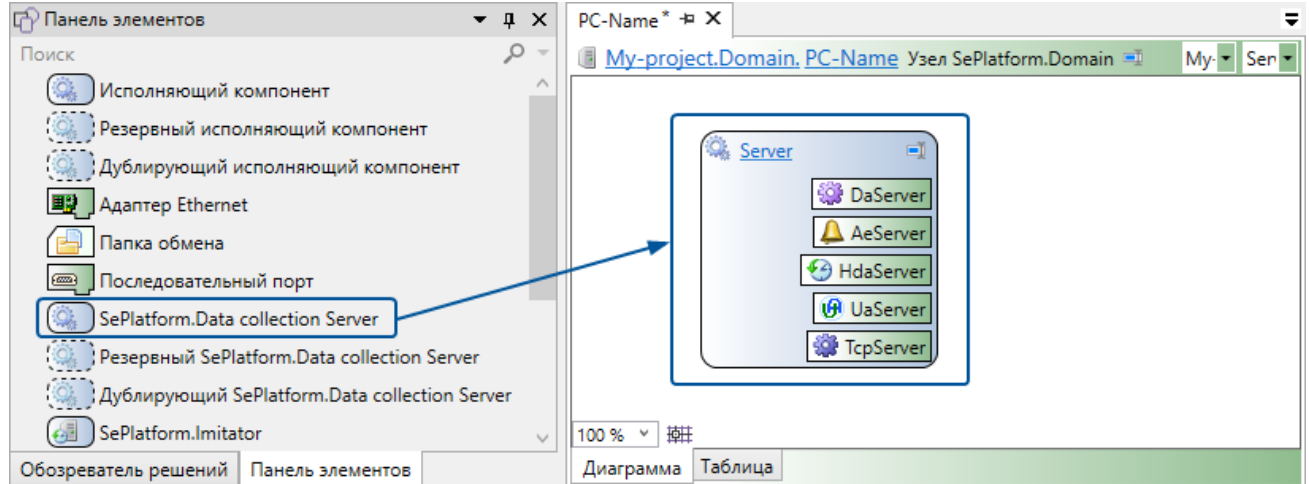 Панель элементов
Поиск
Исполняющий компонент
Резервный исполняющий компонент
Дублирующий исполняющий компонент
Адаптер Ethernet
Папка обмена
Последовательный порт
SePlatform.Data collection Server
Резервный SePlatform.Data collection Server
Дублирующий SePlatform.Data collection Server
SePlatform.Imitator
Обозреватель решений Панель элементов
PC-Name*
My-project.Domain. PC-Name Узел SePlatform.Domain My- Ser
Server
DaServer
AeServer
HdaServer
UaServer
TcpServer
100 %
Диаграмма Таблица